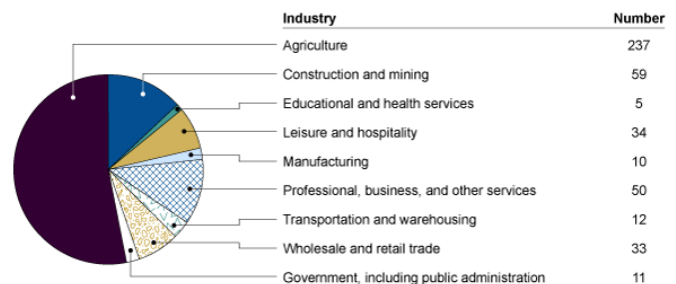 Industry Number
Agriculture 237
Construction and mining 59
Educational and health services 5
Leisure and hospitality 34
Manufacturing 10
Professional, business, and other services 50
Transportation and warehousing 12
Wholesale and retail trade 33
Government, including public administration 11